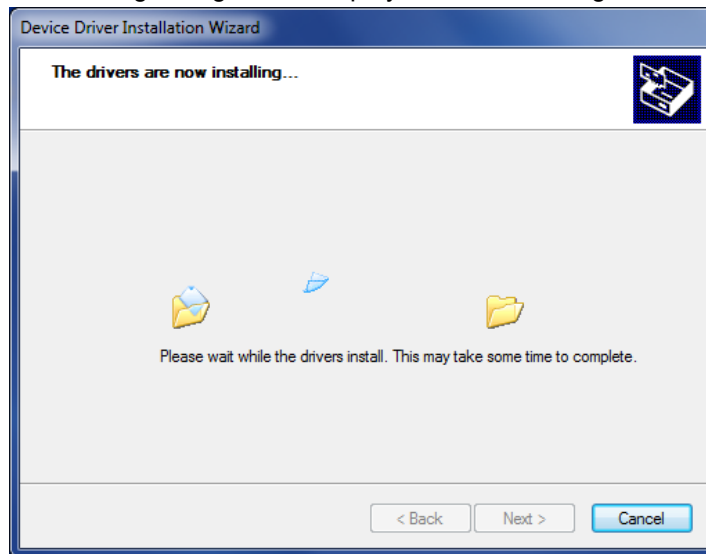 Device Driver Installation Wizard
The drivers are now installing...
Please wait while the drivers install. This may take some time to complete.
< Back Next > Cancel